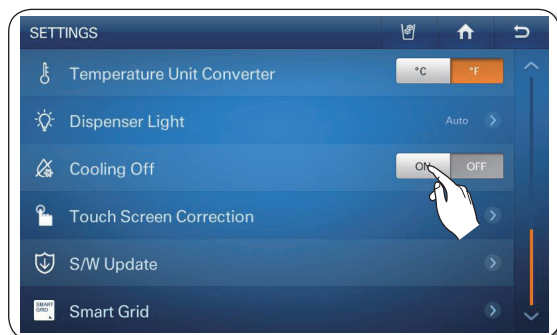 SETTINGS
Temperature Unit Converter °C °F
Dispenser Light Auto
Cooling Off ON OFF
Touch Screen Correction
S/W Update
SMART GRID Smart Grid